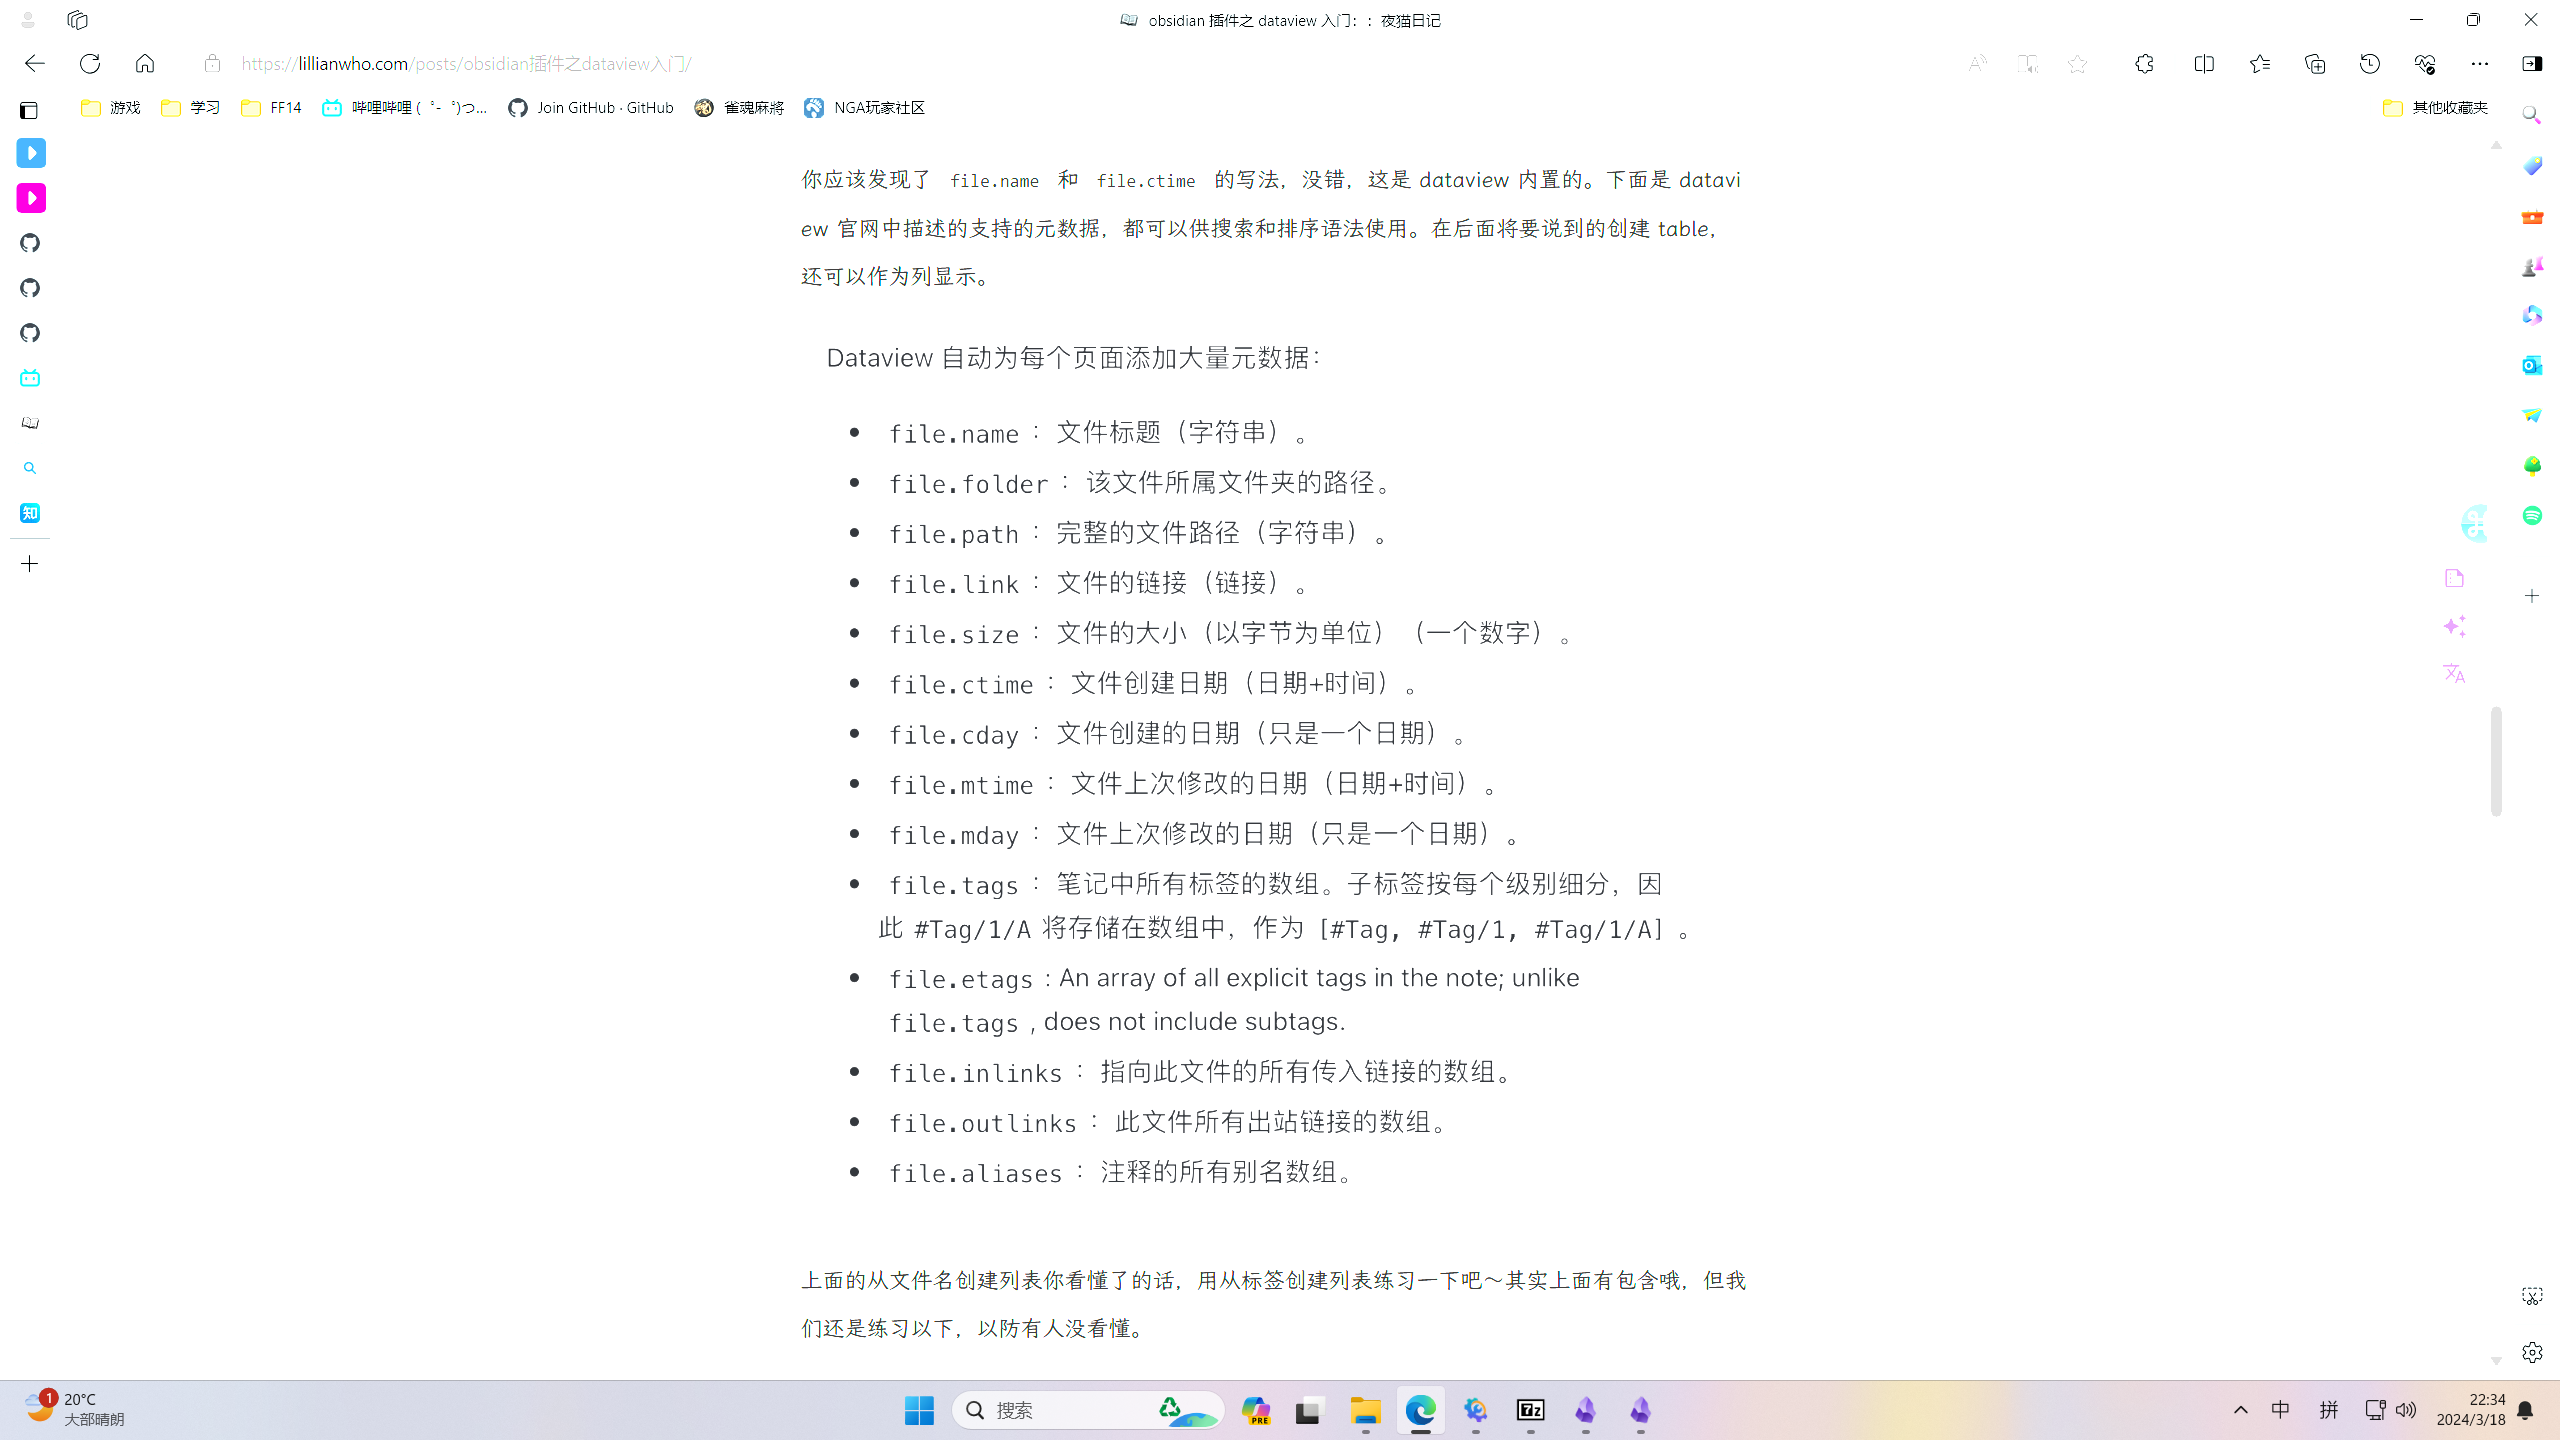 obsidian 插件之 dataview 入门：：夜猫日记
https://lillianwho.com/posts/obsidian插件之dataview入门/
游戏 学习 FF14 哔哩哔哩 (゜-゜)つ... Join GitHub · GitHub 雀魂麻将 NGA玩家社区 其他收藏夹
你应该发现了 file.name 和 file.ctime 的写法，没错，这是 dataview 内置的。下面是 datavi
ew 官网中描述的支持的元数据，都可以供搜索和排序语法使用。在后面将要说到的创建 table，
还可以作为列显示。
Dataview 自动为每个页面添加大量元数据：
• file.name ：文件标题（字符串）。
• file.folder ：该文件所属文件夹的路径。
• file.path ：完整的文件路径（字符串）。
• file.link ：文件的链接（链接）。
• file.size ：文件的大小（以字节为单位）（一个数字）。
• file.ctime ：文件创建日期（日期+时间）。
• file.cday ：文件创建的日期（只是一个日期）。
• file.mtime ：文件上次修改的日期（日期+时间）。
• file.mday ：文件上次修改的日期（只是一个日期）。
• file.tags ：笔记中所有标签的数组。子标签按每个级别细分，因
此 #Tag/1/A 将存储在数组中，作为 [#Tag, #Tag/1, #Tag/1/A] 。
• file.etags : An array of all explicit tags in the note; unlike
file.tags , does not include subtags.
• file.inlinks ：指向此文件的所有传入链接的数组。
• file.outlinks ：此文件所有出站链接的数组。
• file.aliases ：注释的所有别名数组。
上面的从文件名创建列表你看懂了的话，用从标签创建列表练习一下吧～其实上面有包含哦，但我
们还是练习以下，以防有人没看懂。
知
1
20°C
大部晴朗
搜索
PRE
7z
中 拼
22:34
2024/3/18